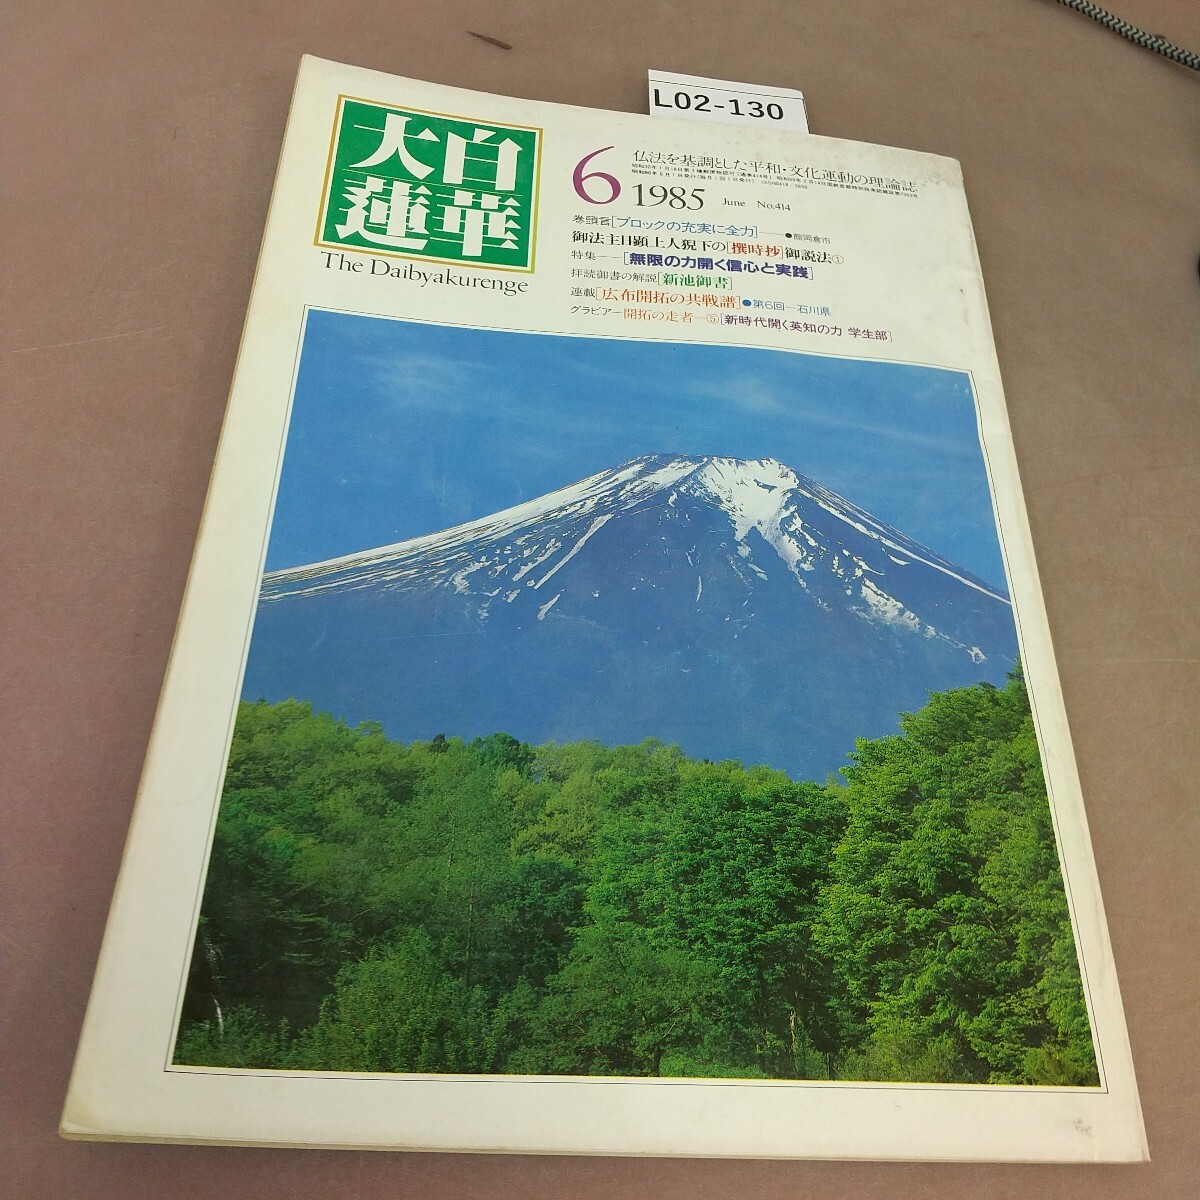 L02-130
大白
蓮華
The Daibyakurenge
仏法を基調とした平和・文化運動の理論誌
6
1985 June No.414
巻頭言［ブロックの充実に全力］──●館岡倉市
御法主日顕上人猊下の［撰時抄］御説法①
特集──［無限の力開く信心と実践］
拝読御書の解説［新池御書］
連載［広布開拓の共戦譜］●第6回─石川県
グラビアー開拓の走者─⑤［新時代開く英知の力 学生部］